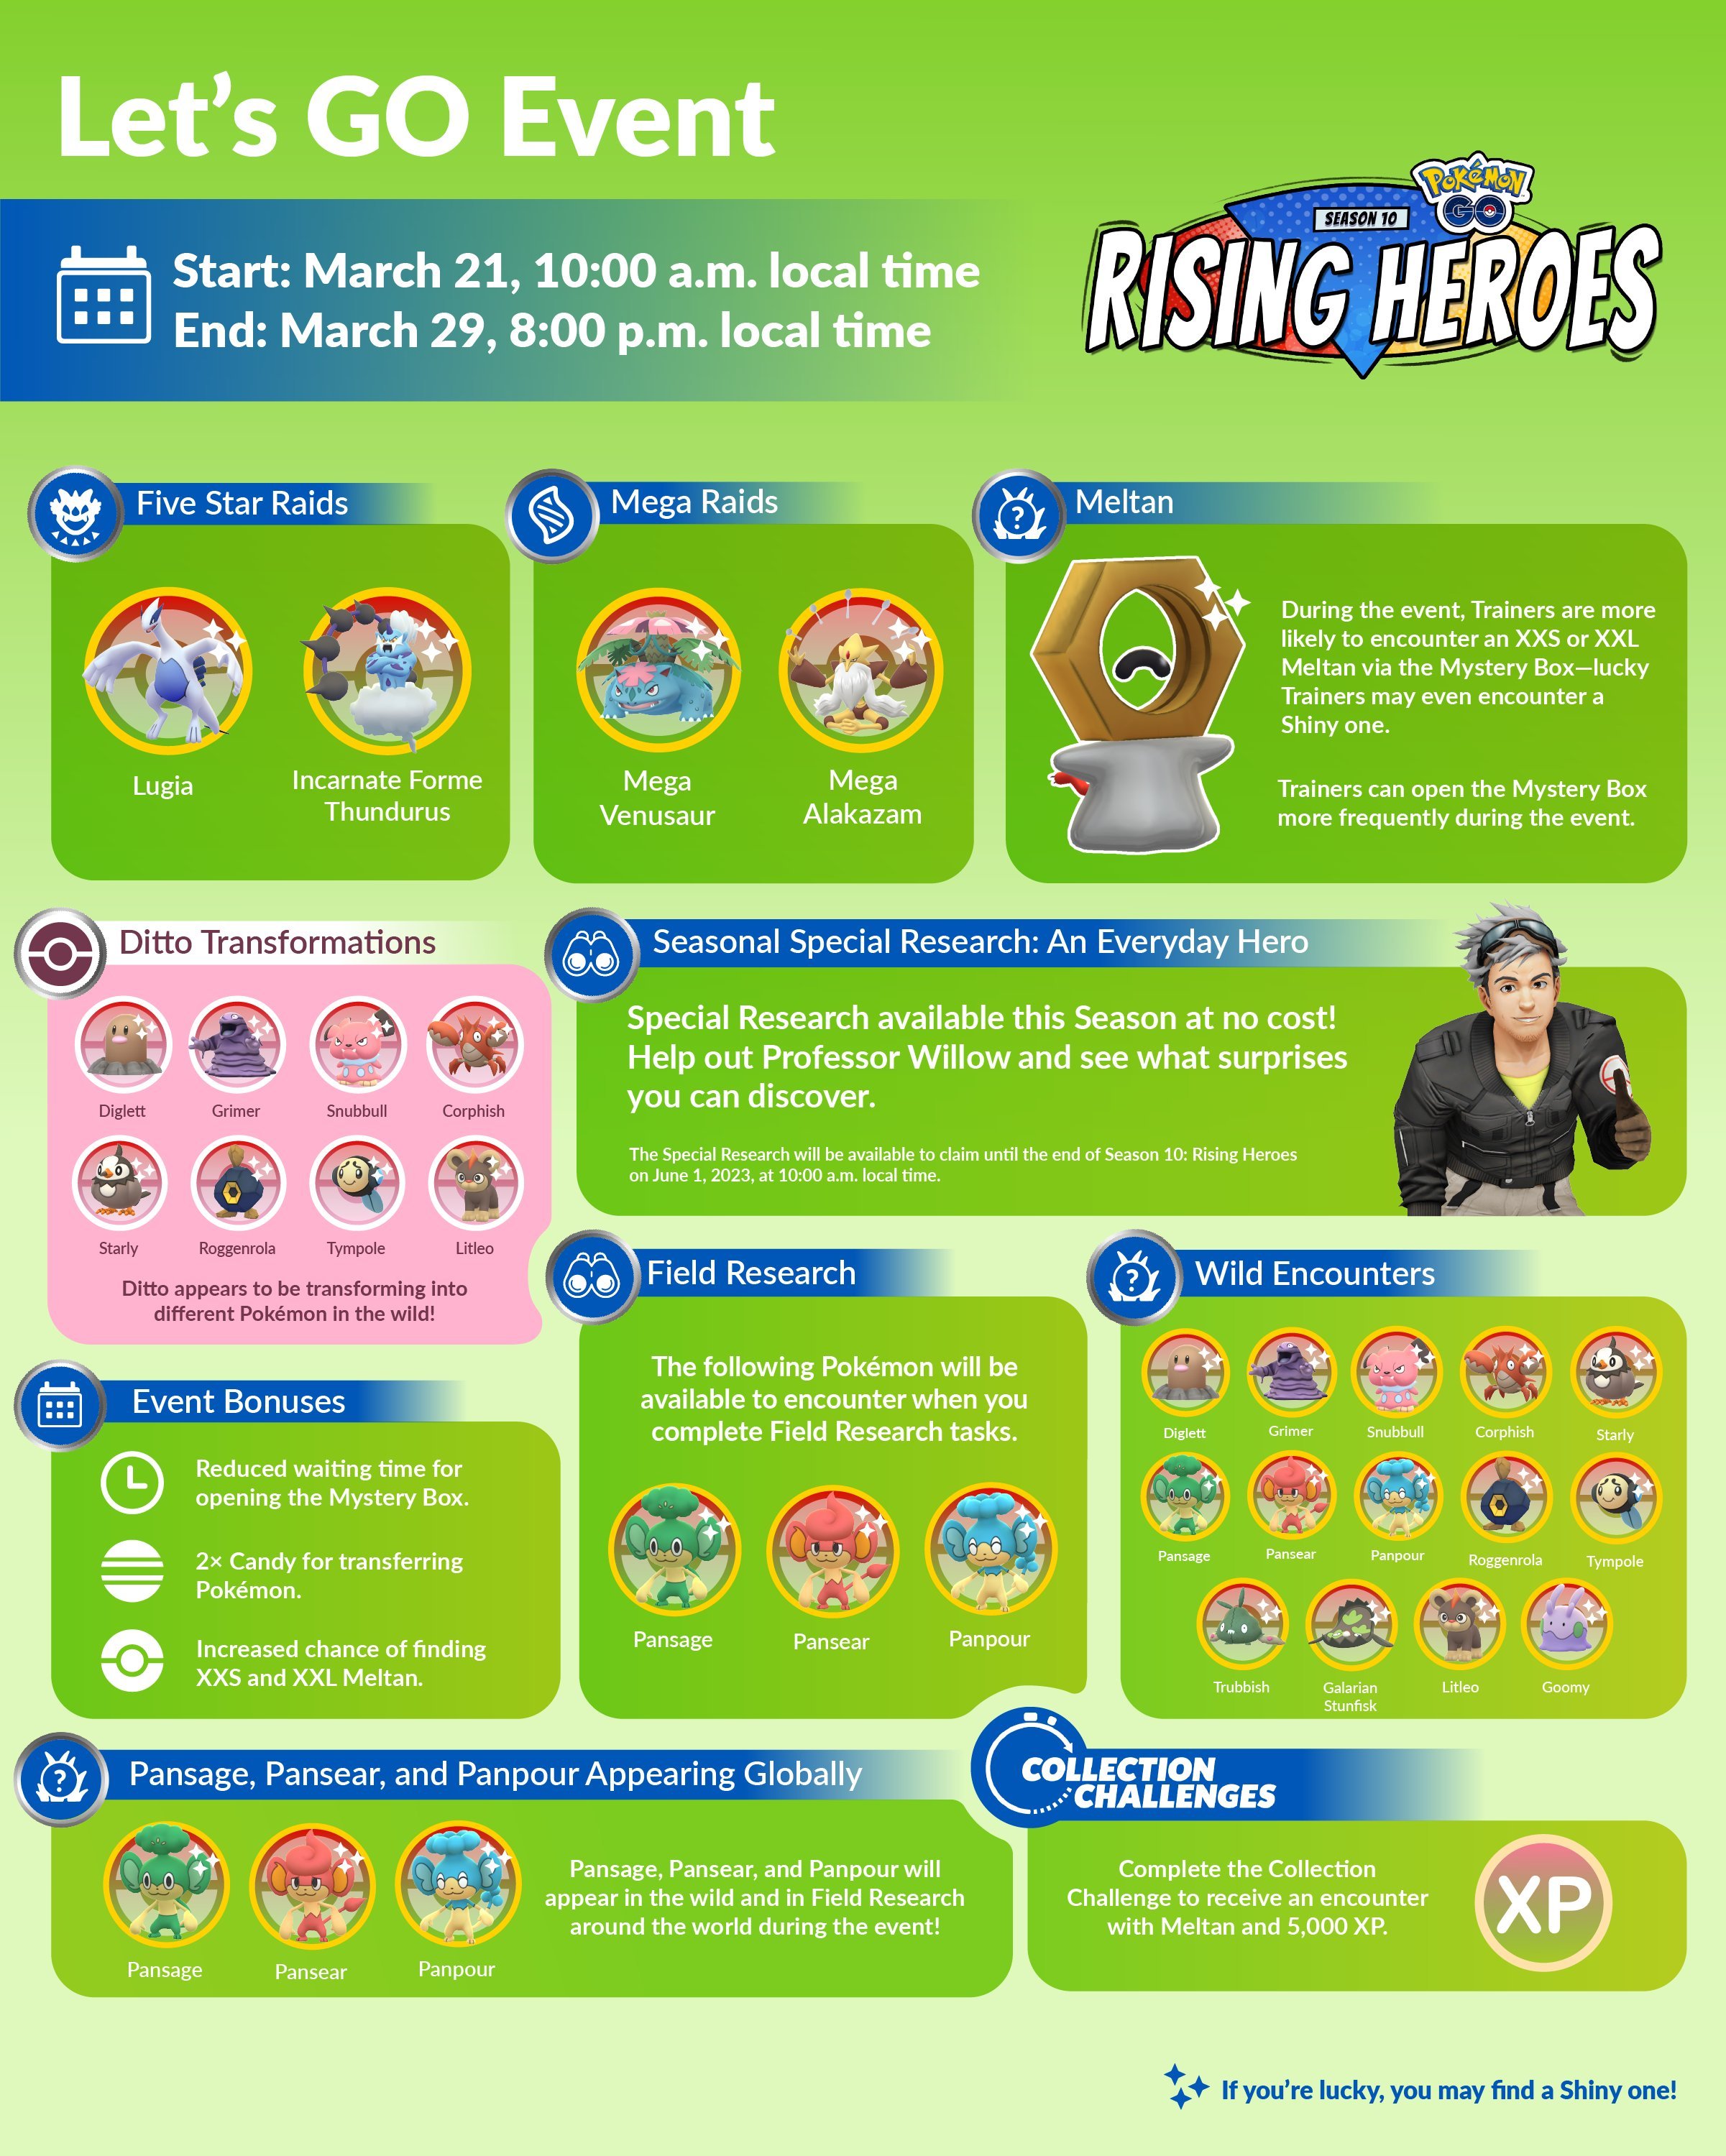 Let's GO Event
Start: March 21, 10:00 a.m. local time
End: March 29, 8:00 p.m. local time
Pokémon
GO
SEASON 10
RISING HEROES
Five Star Raids
Lugia
Incarnate Forme
Thundurus
Mega Raids
Mega
Venusaur
Mega
Alakazam
Meltan
During the event, Trainers are more
likely to encounter an XXS or XXL
Meltan via the Mystery Box—lucky
Trainers may even encounter a
Shiny one.
Trainers can open the Mystery Box
more frequently during the event.
Ditto Transformations
Diglett
Grimer
Snubbull
Corphish
Starly
Roggenrola
Tympole
Litleo
Ditto appears to be transforming into
different Pokémon in the wild!
Seasonal Special Research: An Everyday Hero
Special Research available this Season at no cost!
Help out Professor Willow and see what surprises
you can discover.
The Special Research will be available to claim until the end of Season 10: Rising Heroes
on June 1, 2023, at 10:00 a.m. local time.
Event Bonuses
Reduced waiting time for
opening the Mystery Box.
2× Candy for transferring
Pokémon.
Increased chance of finding
XXS and XXL Meltan.
Field Research
The following Pokémon will be
available to encounter when you
complete Field Research tasks.
Pansage
Pansear
Panpour
Wild Encounters
Diglett
Grimer
Snubbull
Corphish
Starly
Pansage
Pansear
Panpour
Roggenrola
Tympole
Trubbish
Galarian
Stunfisk
Litleo
Goomy
Pansage, Pansear, and Panpour Appearing Globally
Pansage
Pansear
Panpour
Pansage, Pansear, and Panpour will
appear in the wild and in Field Research
around the world during the event!
COLLECTION
CHALLENGES
Complete the Collection
Challenge to receive an encounter
with Meltan and 5,000 XP.
XP
If you're lucky, you may find a Shiny one!